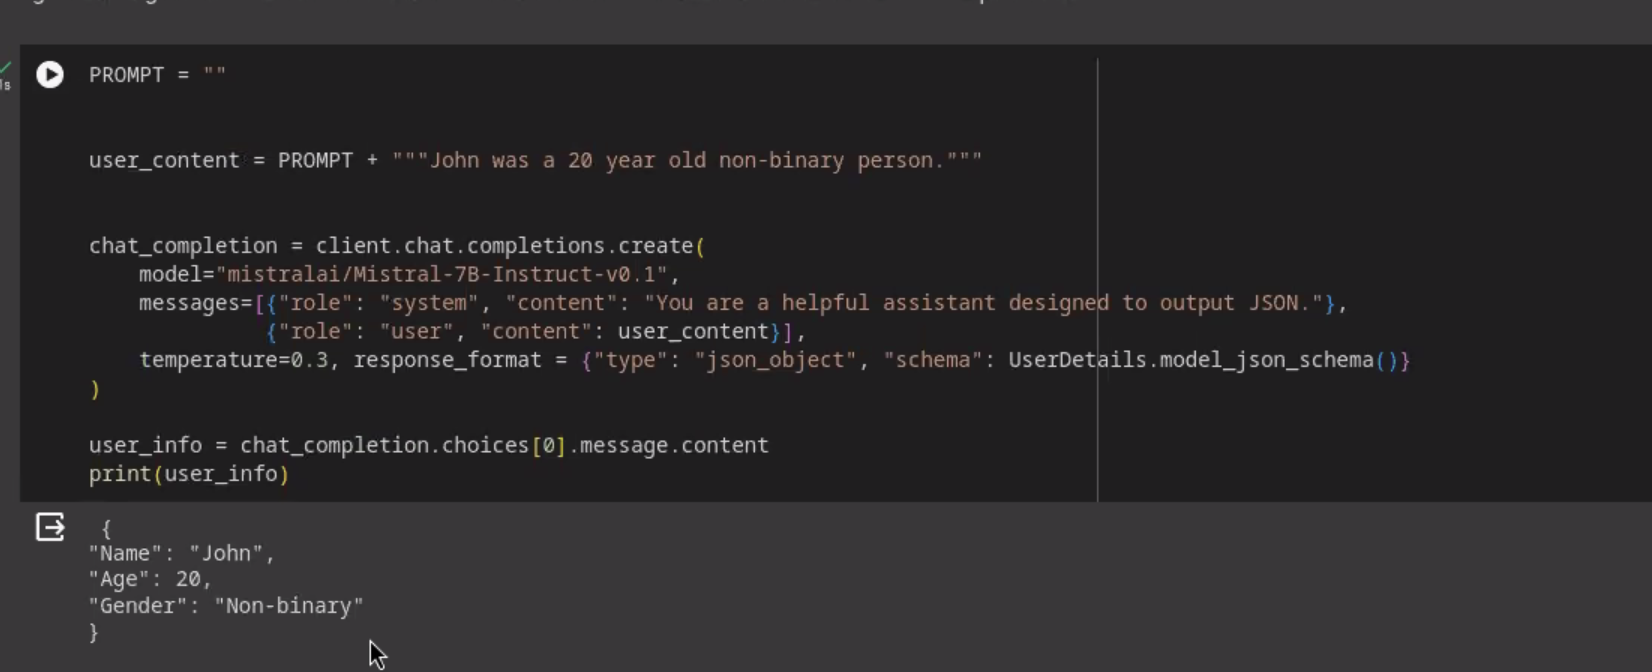 PROMPT = ""
user_content = PROMPT + """John was a 20 year old non-binary person."""
chat_completion = client.chat.completions.create(
model="mistralai/Mistral-7B-Instruct-v0.1",
messages=[{"role": "system", "content": "You are a helpful assistant designed to output JSON."},
{"role": "user", "content": user_content}],
temperature=0.3, response_format = {"type": "json_object", "schema": UserDetails.model_json_schema()}
)
user_info = chat_completion.choices[0].message.content
print(user_info)
{
"Name": "John",
"Age": 20,
"Gender": "Non-binary"
}